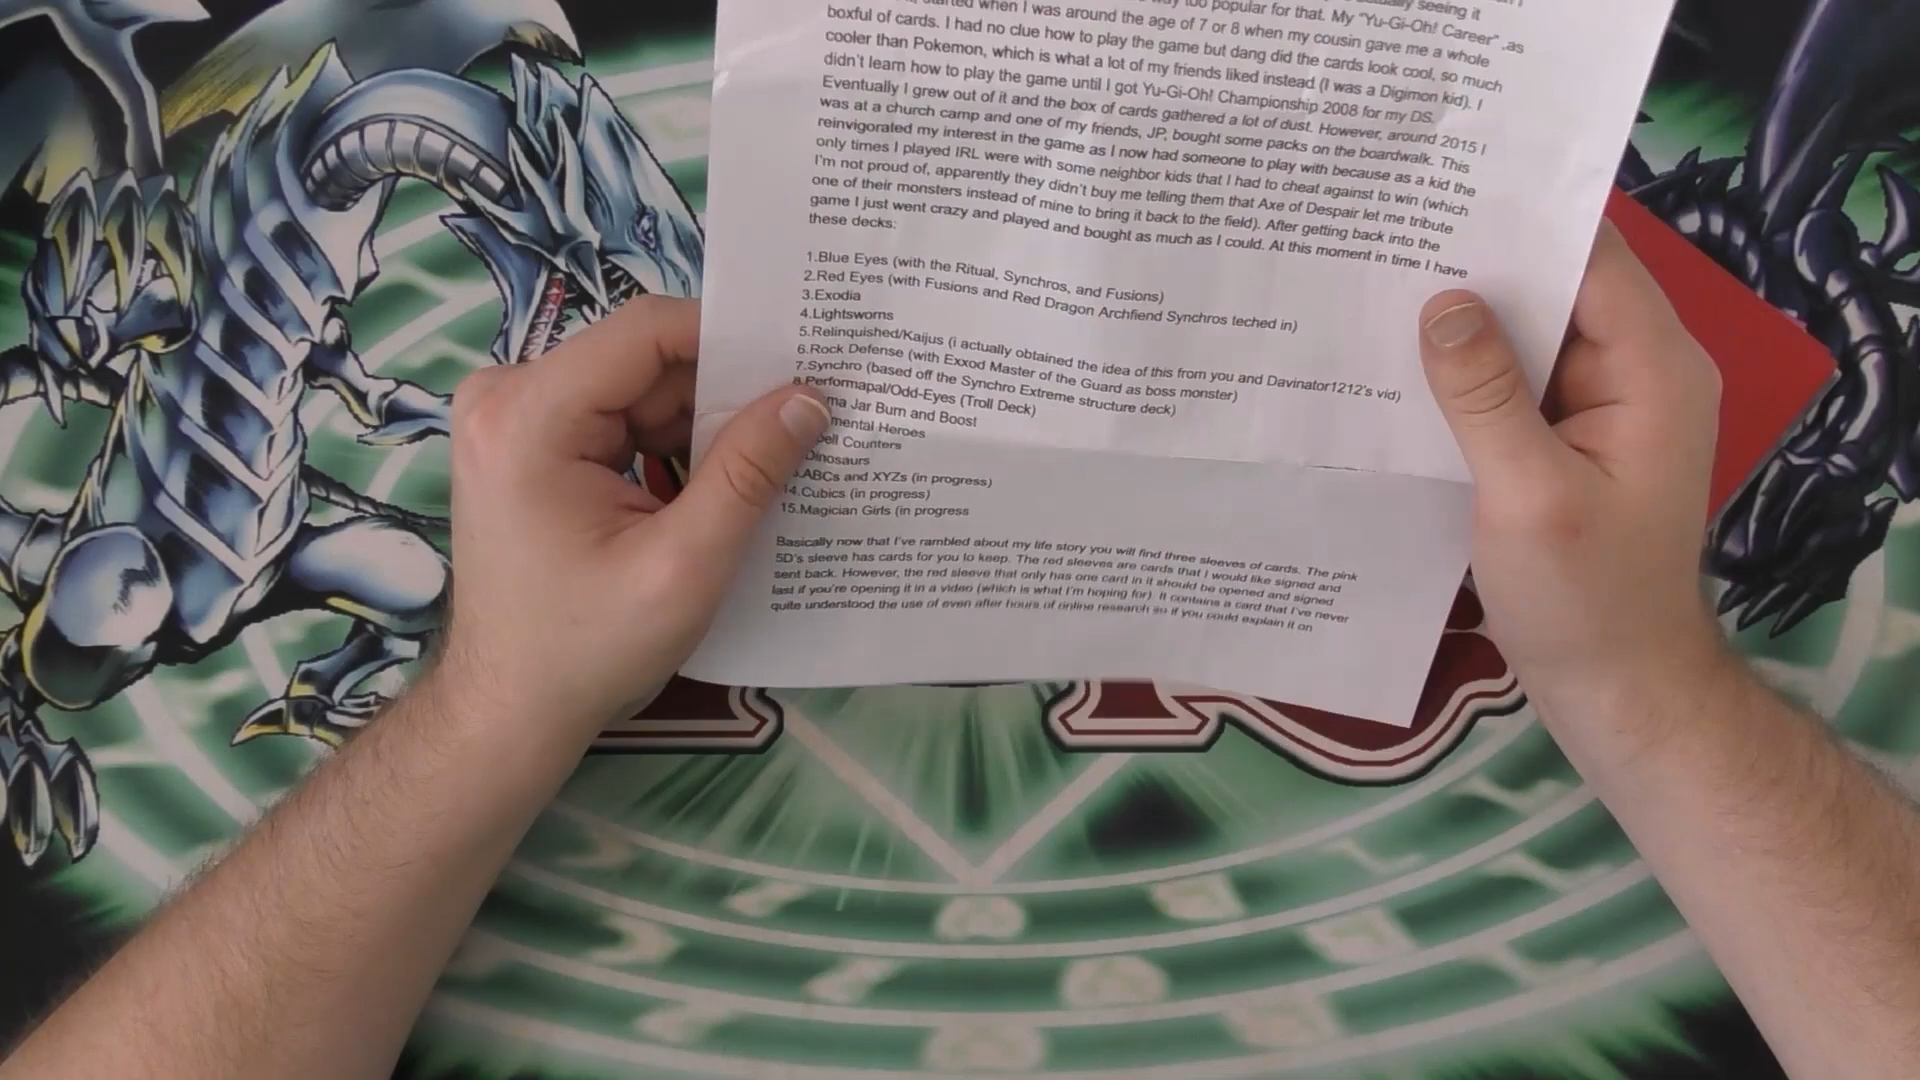 started when I was around the age of 7 or 8 when my cousin gave me a whole
too popular for that. My "Yu-Gi-Oh! Career" ,as
boxful of cards. I had no clue how to play the game but dang did the cards look cool, so much
cooler than Pokemon, which is what a lot of my friends liked instead (I was a Digimon kid). I
didn't learn how to play the game until I got Yu-Gi-Oh! Championship 2008 for my DS.
Eventually I grew out of it and the box of cards gathered a lot of dust. However, around 2015 I
was at a church camp and one of my friends, JP, bought some packs on the boardwalk. This
reinvigorated my interest in the game as I now had someone to play with because as a kid the
only times I played IRL were with some neighbor kids that I had to cheat against to win (which
I'm not proud of, apparently they didn't buy me telling them that Axe of Despair let me tribute
one of their monsters instead of mine to bring it back to the field). After getting back into the
game I just went crazy and played and bought as much as I could. At this moment in time I have
these decks:
1.Blue Eyes (with the Ritual, Synchros, and Fusions)
2.Red Eyes (with Fusions and Red Dragon Archfiend Synchros teched in)
3.Exodia
4.Lightsworns
5.Relinquished/Kaijus (i actually obtained the idea of this from you and Davinator1212's vid)
6.Rock Defense (with Exxod Master of the Guard as boss monster)
7.Synchro (based off the Synchro Extreme structure deck)
8.Performapal/Odd-Eyes (Troll Deck)
ma Jar Burn and Boost
mental Heroes
pell Counters
Dinosaurs
3.ABCs and XYZs (in progress)
14.Cubics (in progress)
15.Magician Girls (in progress
Basically now that I've rambled about my life story you will find three sleeves of cards. The pink
5D's sleeve has cards for you to keep. The red sleeves are cards that I would like signed and
sent back. However, the red sleeve that only has one card in it should be opened and signed
last if you're opening it in a video (which is what I'm hoping for). It contains a card that I've never
quite understood the use of even after hours of online research so if you could explain it on